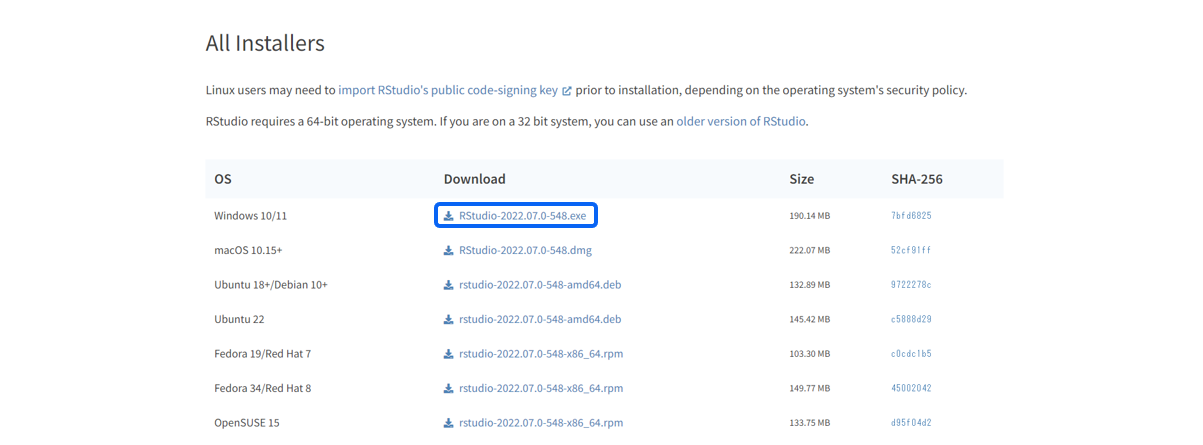 All Installers
Linux users may need to import RStudio's public code-signing key prior to installation, depending on the operating system's security policy.
RStudio requires a 64-bit operating system. If you are on a 32 bit system, you can use an older version of RStudio.
OS Download Size SHA-256
Windows 10/11 RStudio-2022.07.0-548.exe 190.14 MB 7bfd6825
macOS 10.15+ RStudio-2022.07.0-548.dmg 222.07 MB 52cf91ff
Ubuntu 18+/Debian 10+ rstudio-2022.07.0-548-amd64.deb 132.89 MB 9722278c
Ubuntu 22 rstudio-2022.07.0-548-amd64.deb 145.42 MB c5888d29
Fedora 19/Red Hat 7 rstudio-2022.07.0-548-x86_64.rpm 103.30 MB c0cdc1b5
Fedora 34/Red Hat 8 rstudio-2022.07.0-548-x86_64.rpm 149.77 MB 45002042
OpenSUSE 15 rstudio-2022.07.0-548-x86_64.rpm 133.75 MB d95f04d2